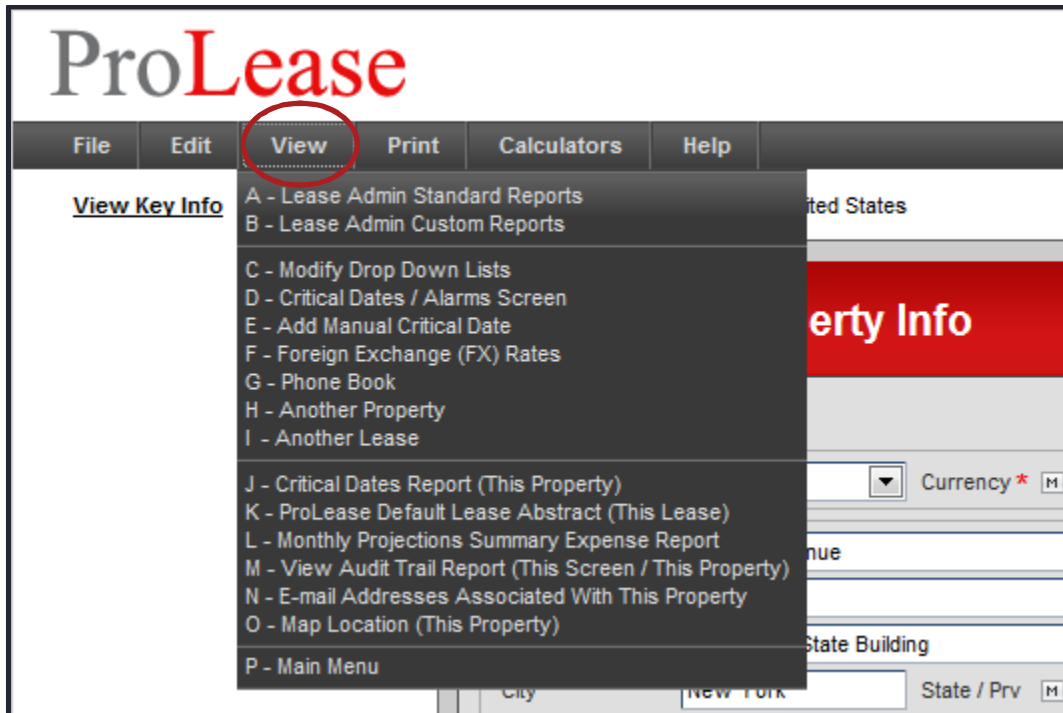 ProLease
File Edit View Print Calculators Help
View Key Info
A - Lease Admin Standard Reports
B - Lease Admin Custom Reports
C - Modify Drop Down Lists
D - Critical Dates / Alarms Screen
E - Add Manual Critical Date
F - Foreign Exchange (FX) Rates
G - Phone Book
H - Another Property
I - Another Lease
J - Critical Dates Report (This Property)
K - ProLease Default Lease Abstract (This Lease)
L - Monthly Projections Summary Expense Report
M - View Audit Trail Report (This Screen / This Property)
N - E-mail Addresses Associated With This Property
O - Map Location (This Property)
P - Main Menu
ited States
erty Info
Currency * M
nue
State Building
City New York State / Prv M